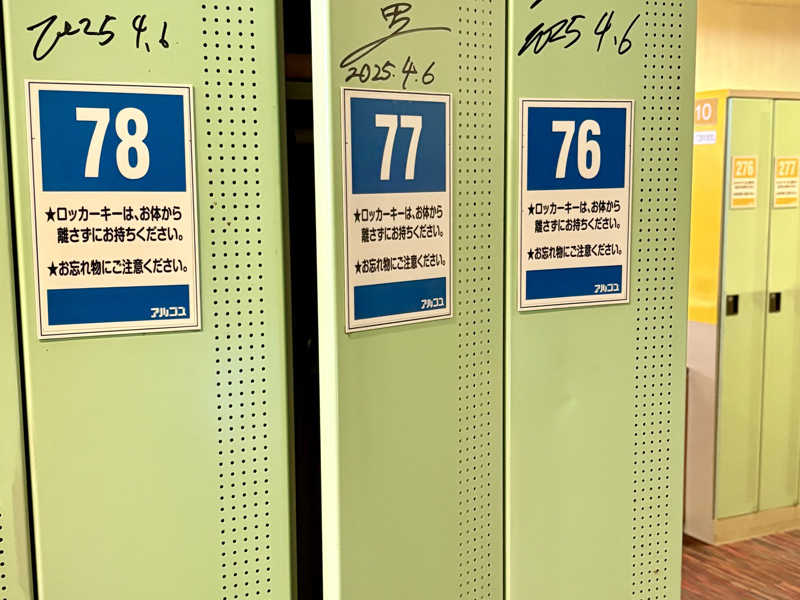 2025 4.6
78
★ロッカーキーは、お体から
離さずにお持ちください。
★お忘れ物にご注意ください。
アルコユ
男
2025.4.6
77
★ロッカーキーは、お体から
離さずにお持ちください。
★お忘れ物にご注意ください。
アルコユ
2025 4.6
76
★ロッカーキーは、お体から
離さずにお持ちください。
★お忘れ物にご注意ください。
アルコユ
10
276
277